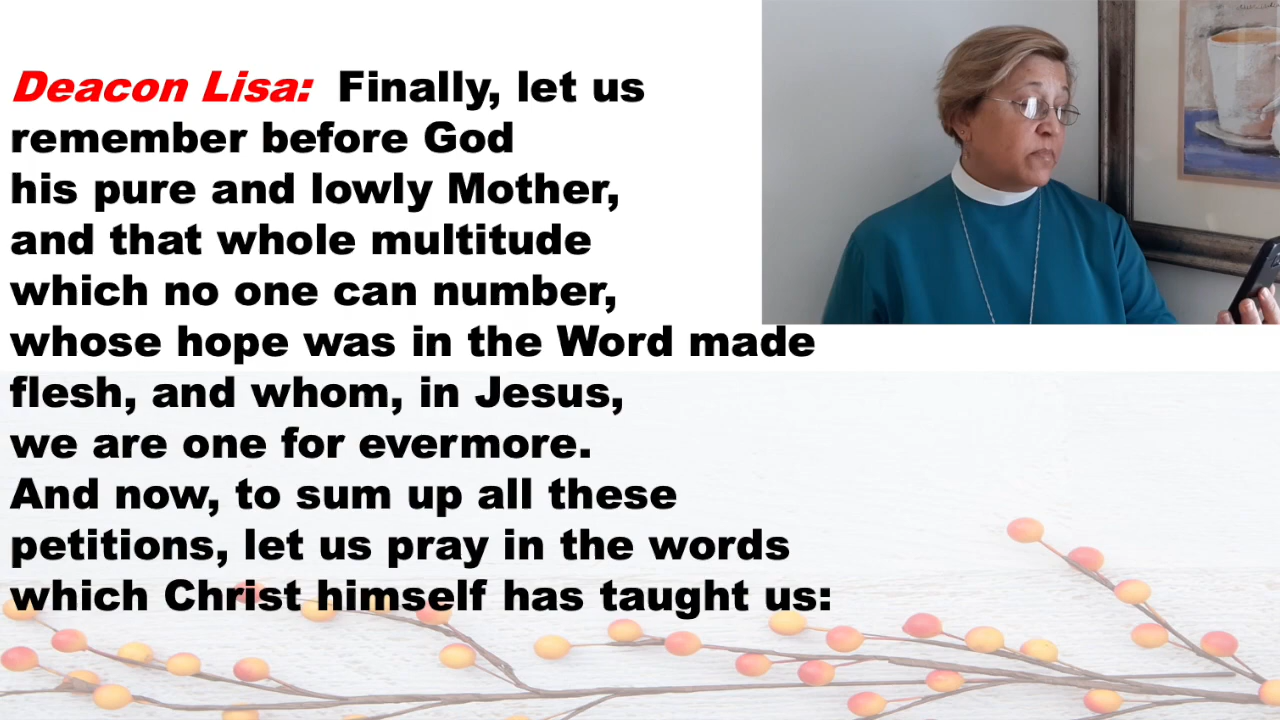 Deacon Lisa: Finally, let us
remember before God
his pure and lowly Mother,
and that whole multitude
which no one can number,
whose hope was in the Word made
flesh, and whom, in Jesus,
we are one for evermore.
And now, to sum up all these
petitions, let us pray in the words
which Christ himself has taught us: